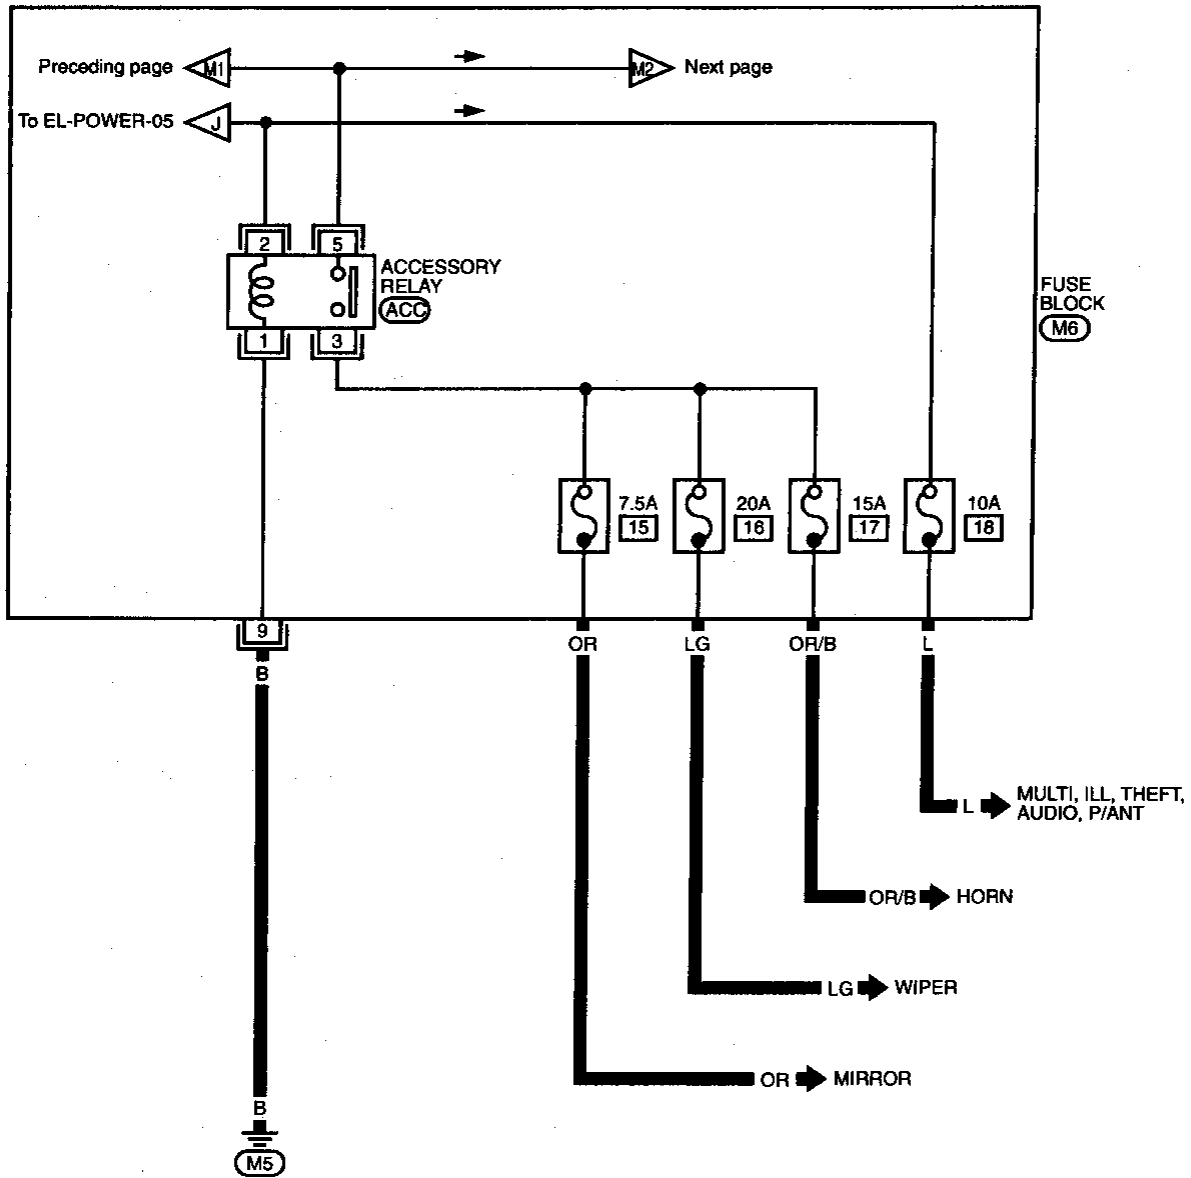 Preceding page
M1
M2
Next page
To EL-POWER-05
J
2
5
ACCESSORY
RELAY
ACC
1
3
FUSE
BLOCK
M6
7.5A
15
20A
16
15A
17
10A
18
9
OR
LG
OR/B
L
B
L
MULTI, ILL, THEFT,
AUDIO, P/ANT
OR/B
HORN
LG
WIPER
OR
MIRROR
B
M5